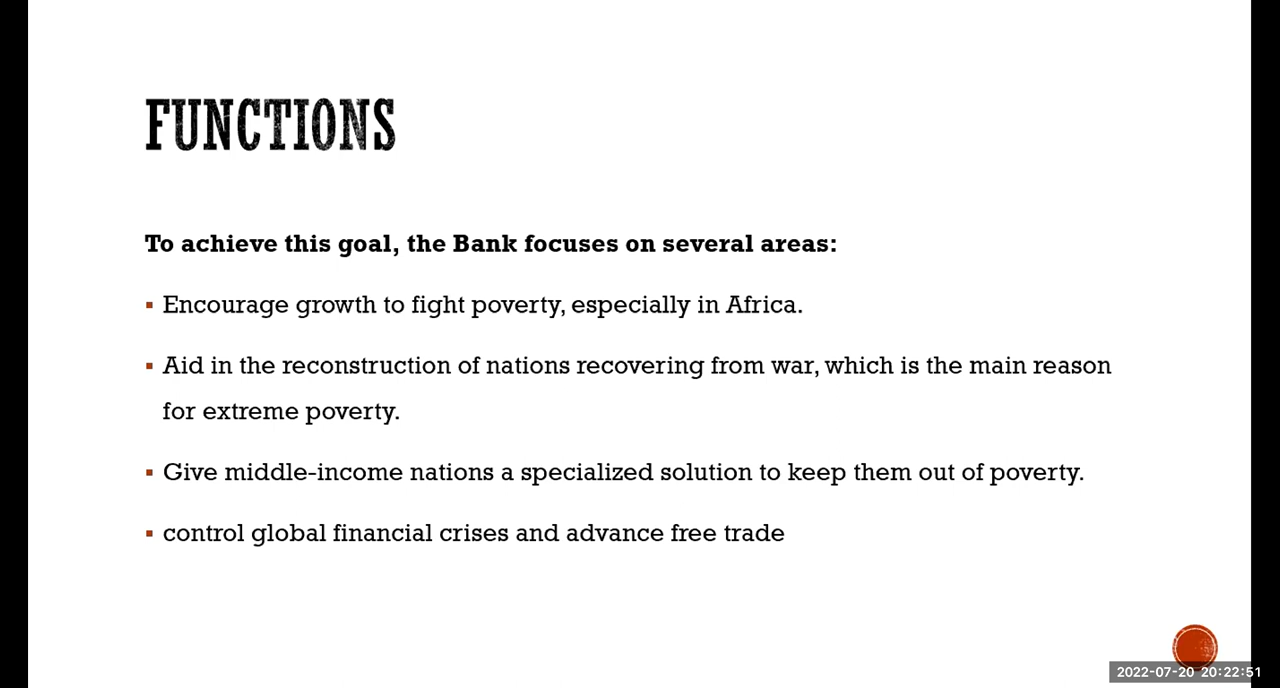 FUNCTIONS
To achieve this goal, the Bank focuses on several areas:
▪ Encourage growth to fight poverty, especially in Africa.
▪ Aid in the reconstruction of nations recovering from war, which is the main reason
for extreme poverty.
▪ Give middle-income nations a specialized solution to keep them out of poverty.
▪ control global financial crises and advance free trade
2022-07-20 20:22:51